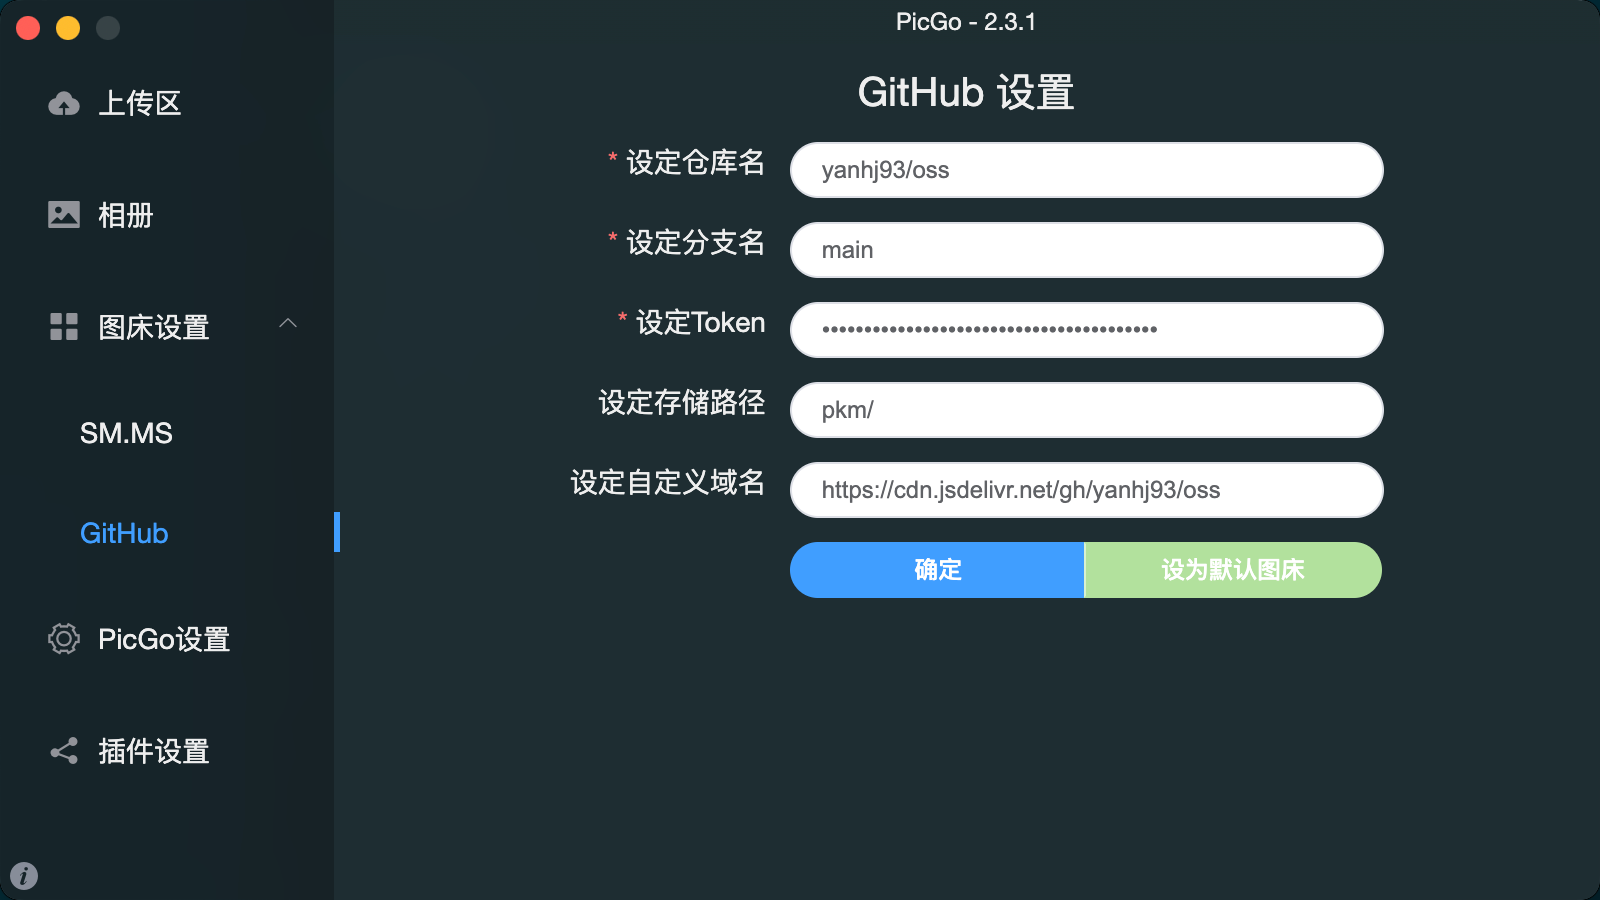 PicGo - 2.3.1
上传区
相册
图床设置
SM.MS
GitHub
PicGo设置
插件设置
GitHub 设置
* 设定仓库名
yanhj93/oss
* 设定分支名
main
* 设定Token
••••••••••••••••••••••••••••••••••••••••
设定存储路径
pkm/
设定自定义域名
https://cdn.jsdelivr.net/gh/yanhj93/oss
确定
设为默认图床